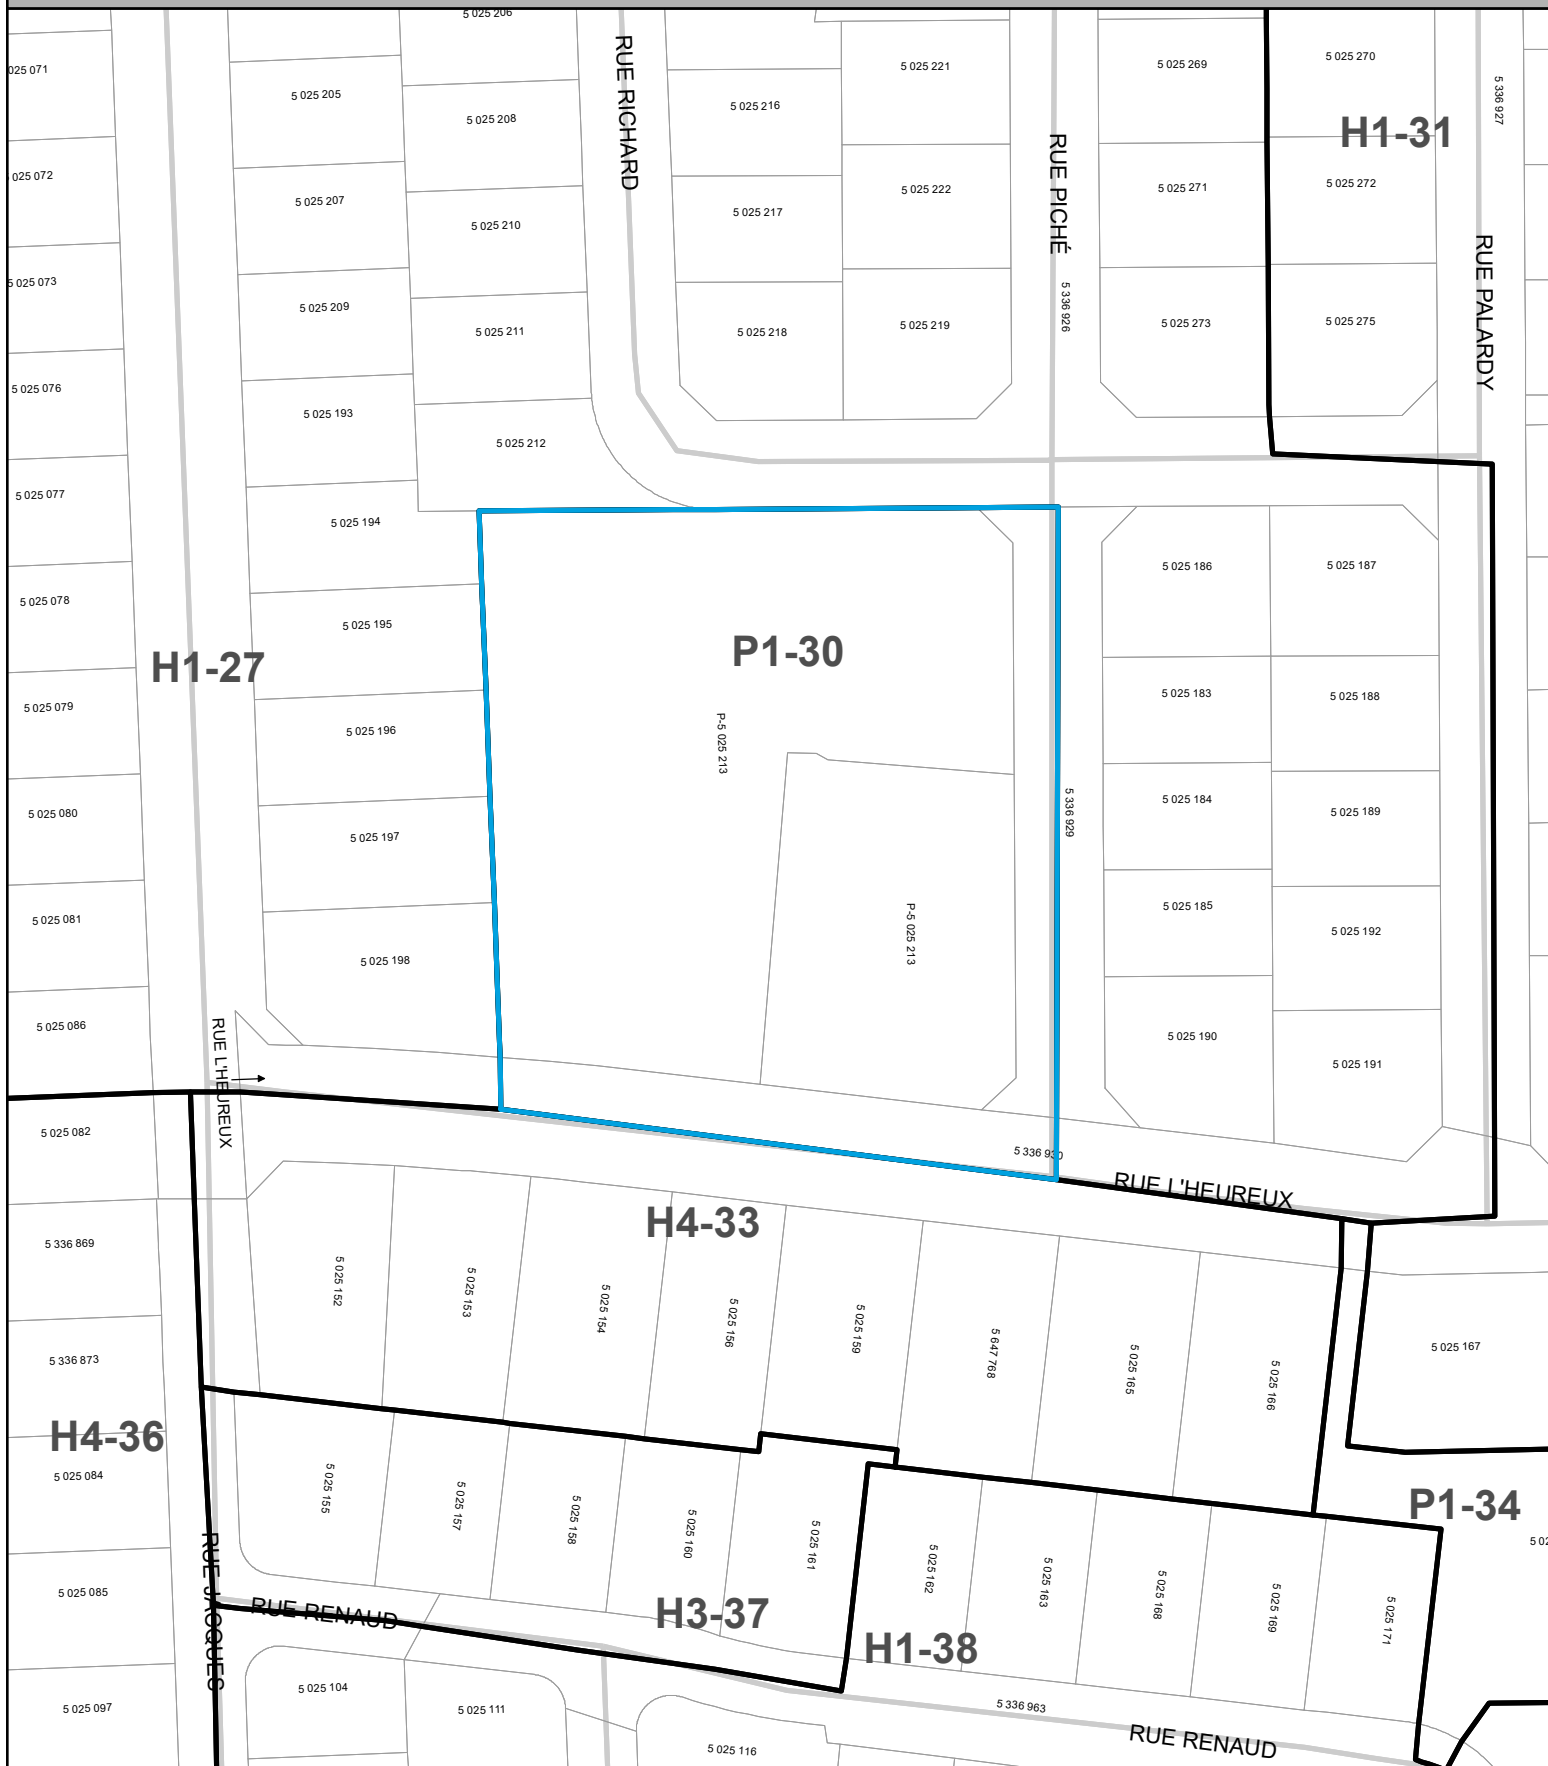 5 025 206
025 071
5 025 205
5 025 208
RUE RICHARD
5 025 216
5 025 221
RUE PICHÉ
5 025 269
5 025 270
5 336 927
H1-31
025 072
5 025 207
5 025 210
5 025 217
5 025 222
5 025 271
5 025 272
RUE PALARDY
5 025 073
5 025 209
5 025 211
5 025 218
5 025 219
5 336 926
5 025 273
5 025 275
5 025 076
5 025 193
5 025 212
5 025 077
5 025 194
5 025 186
5 025 187
5 025 078
5 025 195
H1-27
P1-30
5 025 183
5 025 188
5 025 079
5 025 196
P-5 025 213
5 025 080
5 025 197
5 336 929
5 025 184
5 025 189
5 025 081
5 025 198
P-5 025 213
5 025 185
5 025 192
5 025 086
RUE L'HEUREUX
5 025 190
5 025 191
5 025 082
5 336 930
RUE L'HEUREUX
H4-33
5 336 869
5 025 152
5 025 153
5 025 154
5 025 156
5 025 159
5 647 768
5 025 165
5 025 166
5 025 167
5 336 873
H4-36
5 025 084
5 025 155
5 025 157
5 025 158
5 025 160
5 025 161
5 025 162
5 025 163
5 025 168
5 025 169
5 025 171
P1-34
5 02
5 025 085
RUE JACQUES
RUE RENAUD
H3-37
H1-38
5 025 097
5 025 104
5 025 111
5 025 116
5 336 963
RUE RENAUD